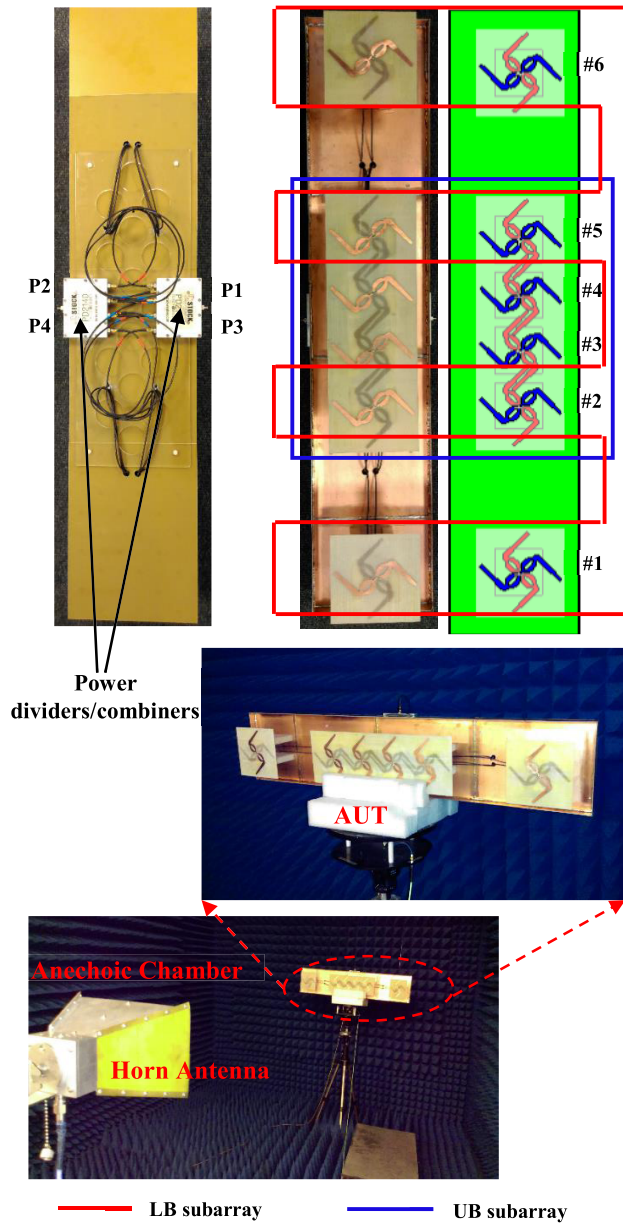 #6
#5
P2
P1
#4
P4
P3
#3
#2
#1
Power
dividers/combiners
AUT
Anechoic Chamber
Horn Antenna
LB subarray
UB subarray